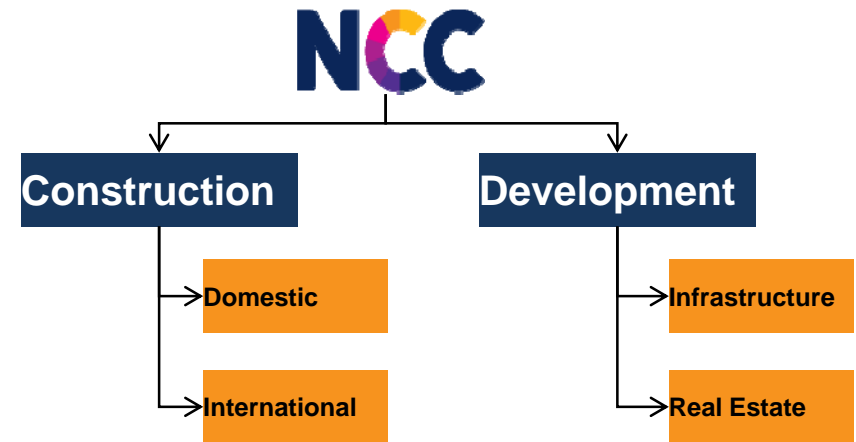 NCC
Construction
Development
Domestic
Infrastructure
International
Real Estate